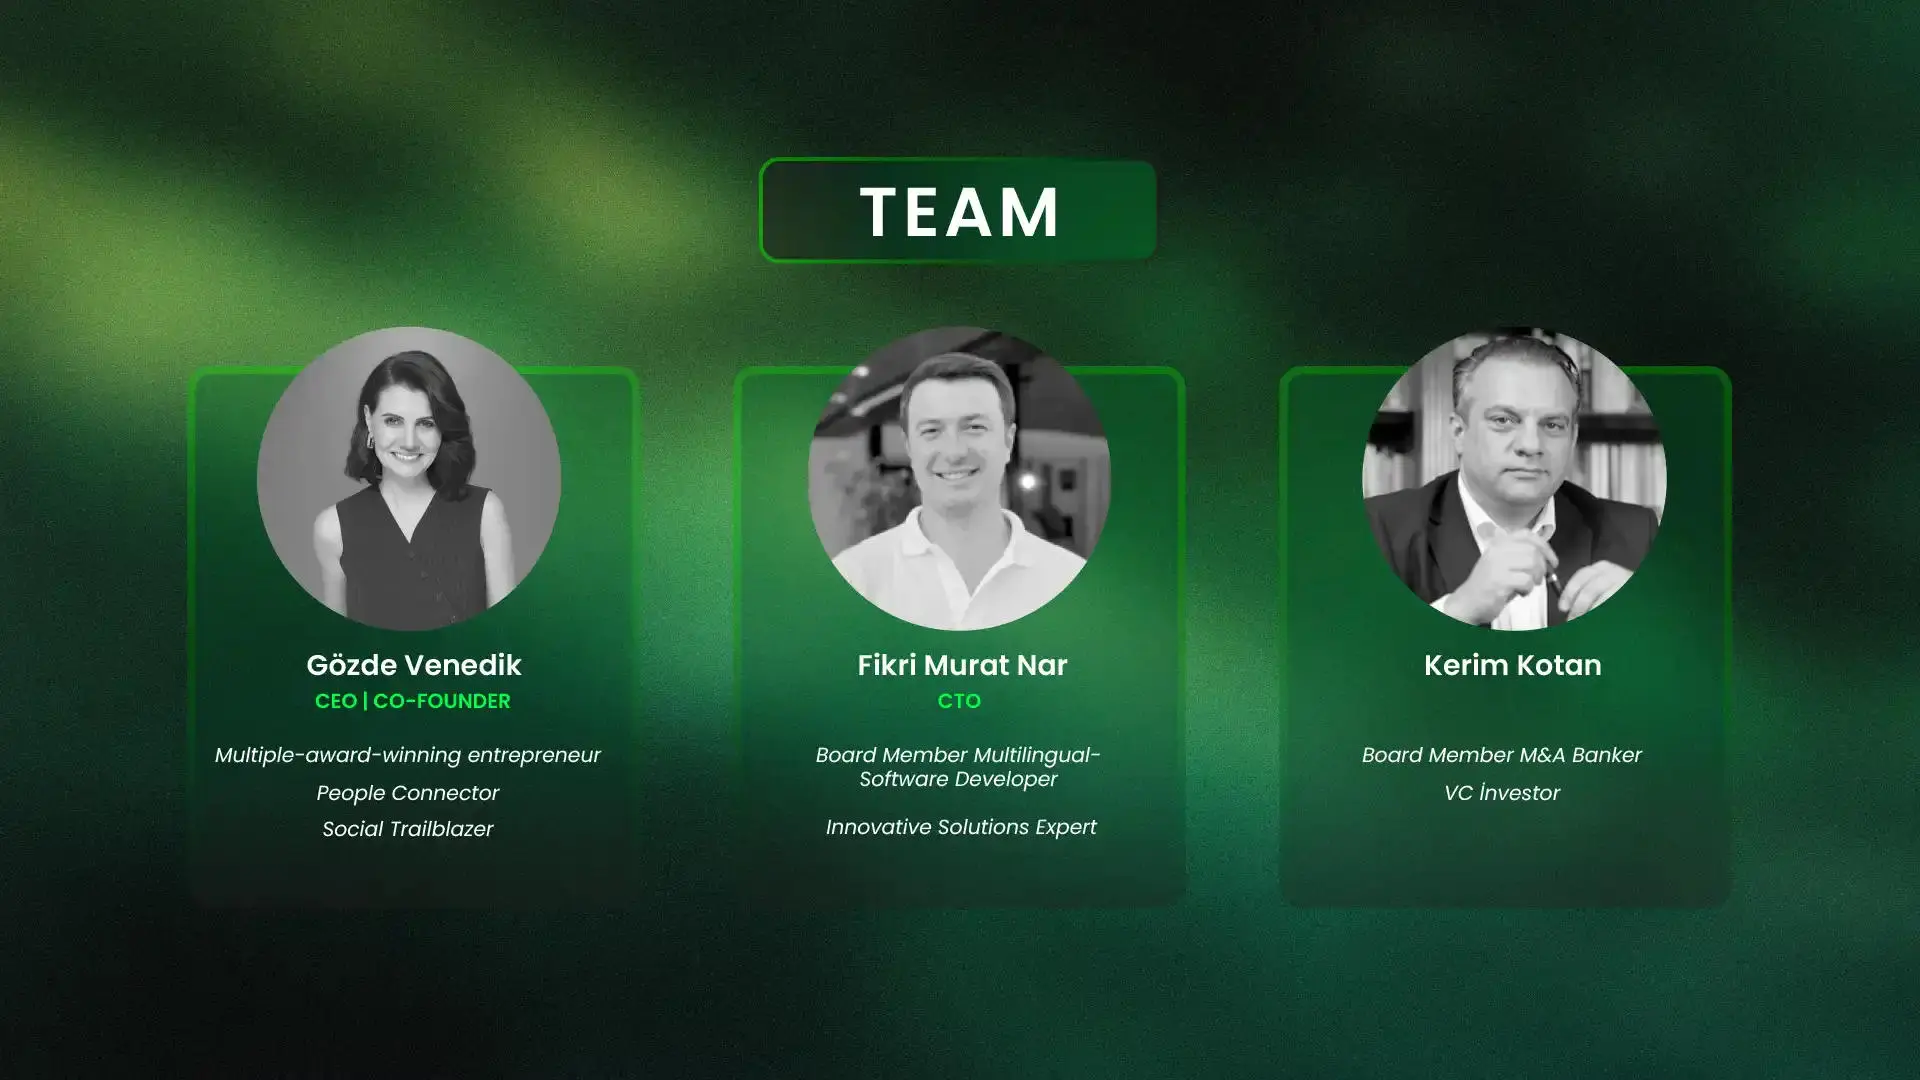 TEAM
Gözde Venedik
CEO | CO-FOUNDER
Multiple-award-winning entrepreneur
People Connector
Social Trailblazer
Fikri Murat Nar
CTO
Board Member Multilingual-
Software Developer
Innovative Solutions Expert
Kerim Kotan
Board Member M&A Banker
VC İnvestor